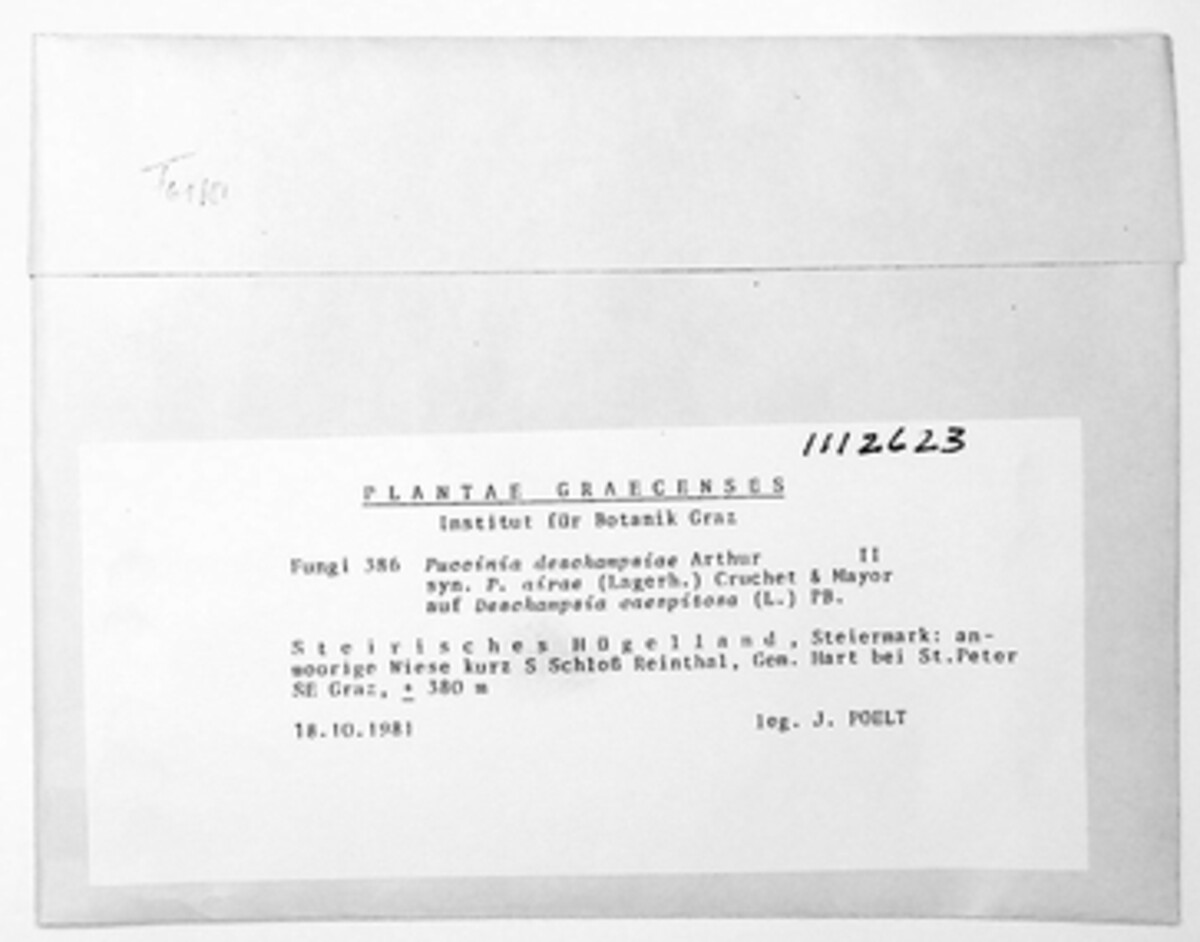 1112623
PLANTAE GRAECENSES
Institut für Botanik Graz
Fungi 386 Puccinia deschampsiae Arthur II
syn. P. airae (Lagerh.) Cruchet & Mayor
auf Deschampsia caespitosa (L.) PB.
Steirisches Hügelland, Steiermark: an-
moorige Wiese kurz S Schloß Reinthal, Gem. Hart bei St.Peter
SE Graz, ± 380 m
18.10.1981 leg. J. POELT